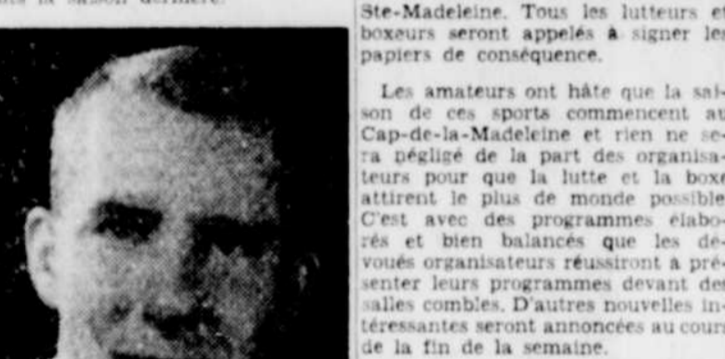 la saison dernière.
Ste-Madeleine. Tous les lutteurs et
boxeurs seront appelés à signer les
papiers de conséquence.
Les amateurs ont hâte que la sai-
son de ces sports commencent au
Cap-de-la-Madeleine et rien ne se-
ra négligé de la part des organisa-
teurs pour que la lutte et la boxe
attirent le plus de monde possible
C'est avec des programmes élabo-
rés et bien balancés que les dé-
voués organisateurs réussiront à pré-
senter leurs programmes devant des
salles combles. D'autres nouvelles in-
téressantes seront annoncées au cours
de la fin de la semaine.